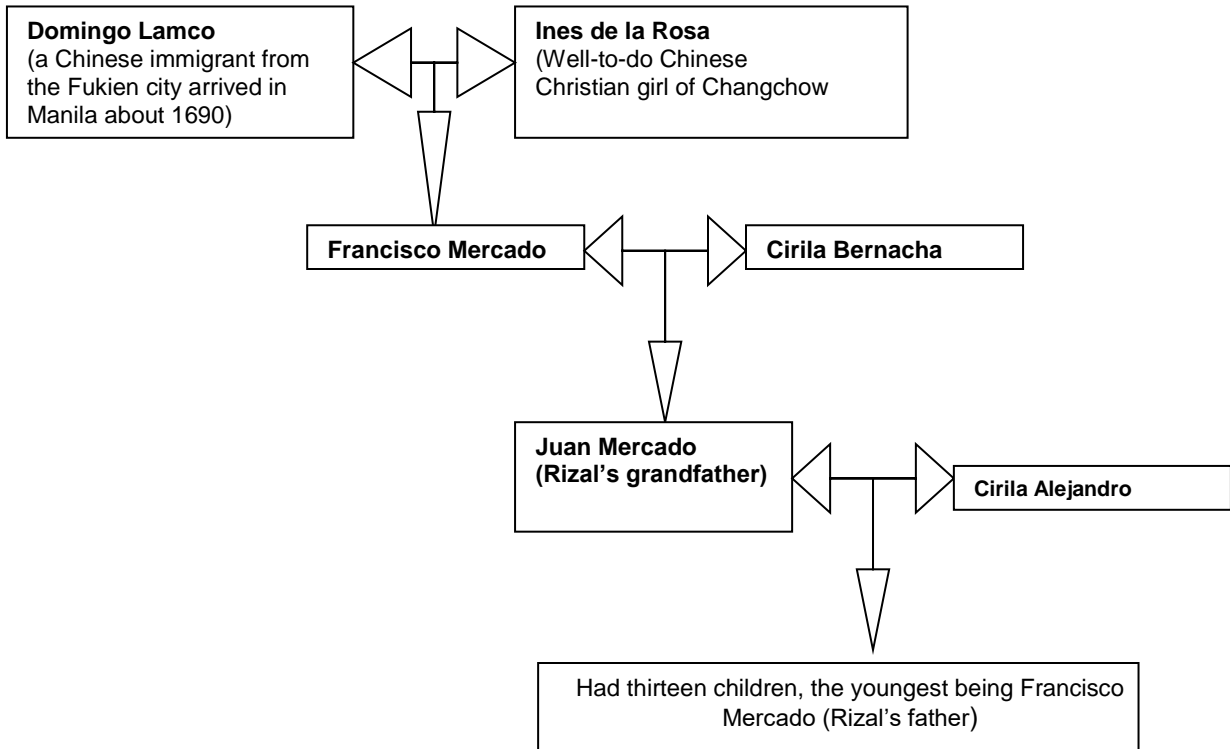 Domingo Lamco
(a Chinese immigrant from
the Fukien city arrived in
Manila about 1690)
Ines de la Rosa
(Well-to-do Chinese
Christian girl of Changchow
Francisco Mercado
Cirila Bernacha
Juan Mercado
(Rizal’s grandfather)
Cirila Alejandro
Had thirteen children, the youngest being Francisco
Mercado (Rizal’s father)